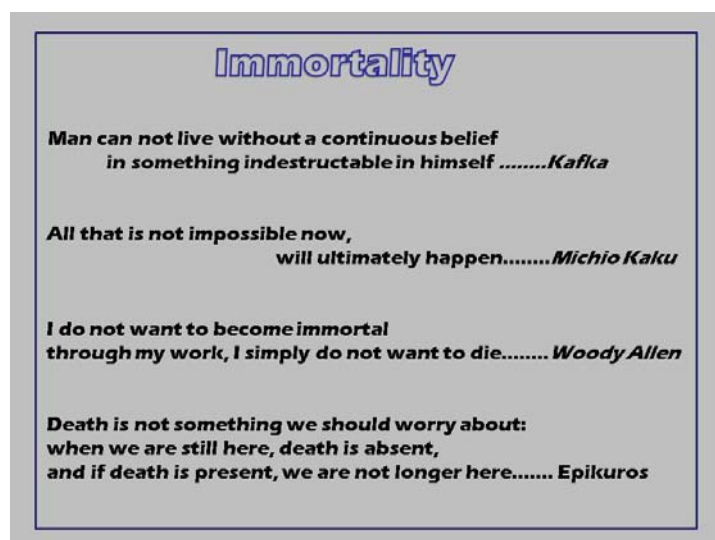 Immortality
Man can not live without a continuous belief
in something indestructable in himself ........Kafka
All that is not impossible now,
will ultimately happen........Michio Kaku
I do not want to become immortal
through my work, I simply do not want to die........ Woody Allen
Death is not something we should worry about:
when we are still here, death is absent,
and if death is present, we are not longer here....... Epikuros